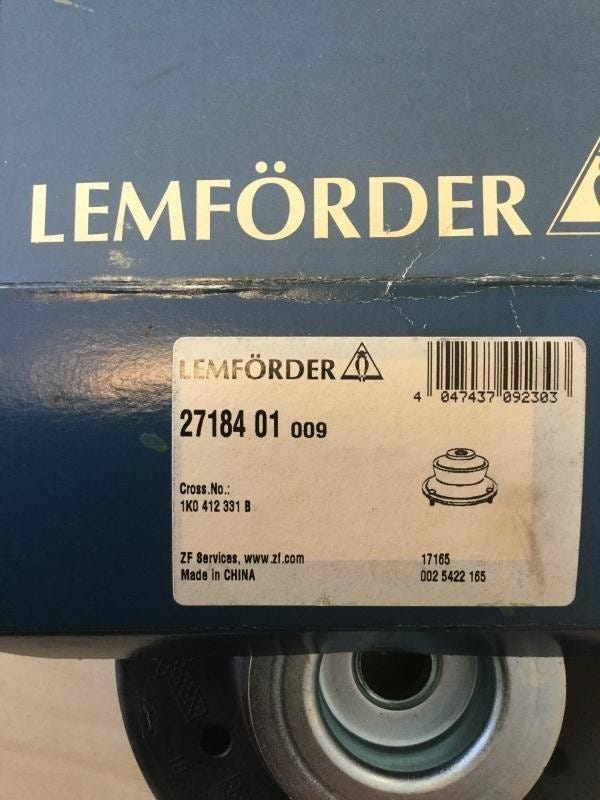 LEMFÖRDER
LEMFÖRDER
4 047437 092303
27184 01 009
Cross.No.:
1K0 412 331 B
ZF Services, www.zf.com
Made in CHINA
17165
002 5422 165